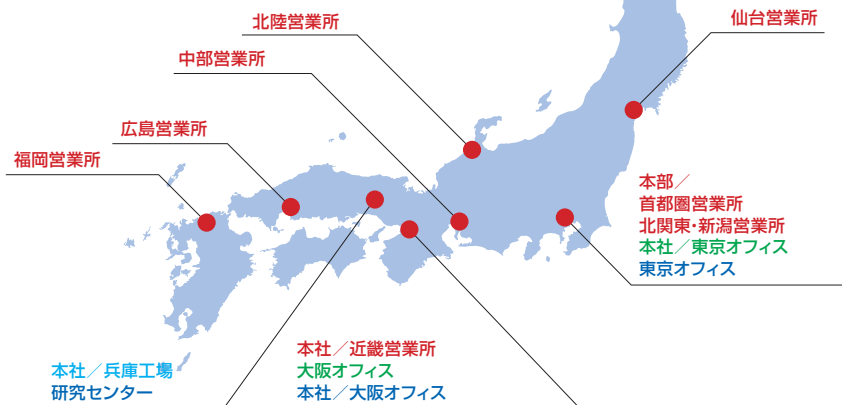 北陸営業所
仙台営業所
中部営業所
広島営業所
福岡営業所
本部／
首都圏営業所
北関東・新潟営業所
本社／東京オフィス
東京オフィス
本社／近畿営業所
大阪オフィス
本社／大阪オフィス
本社／兵庫工場
研究センター